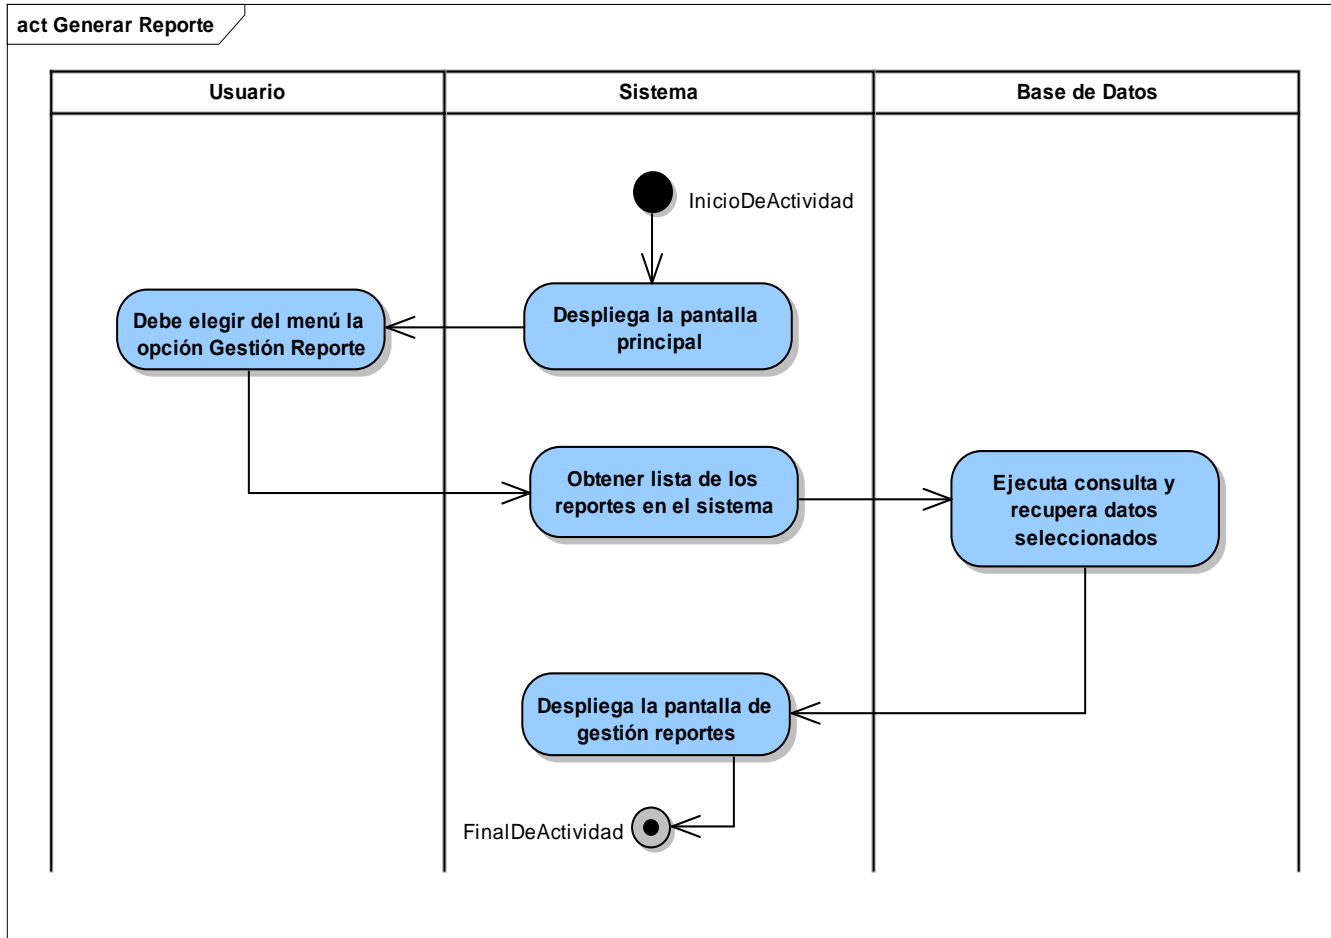 act Generar Reporte
Usuario
Sistema
Base de Datos
InicioDeActividad
Debe elegir del menú la
opción Gestión Reporte
Despliega la pantalla
principal
Obtener lista de los
reportes en el sistema
Ejecuta consulta y
recupera datos
seleccionados
Despliega la pantalla de
gestión reportes
FinalDeActividad